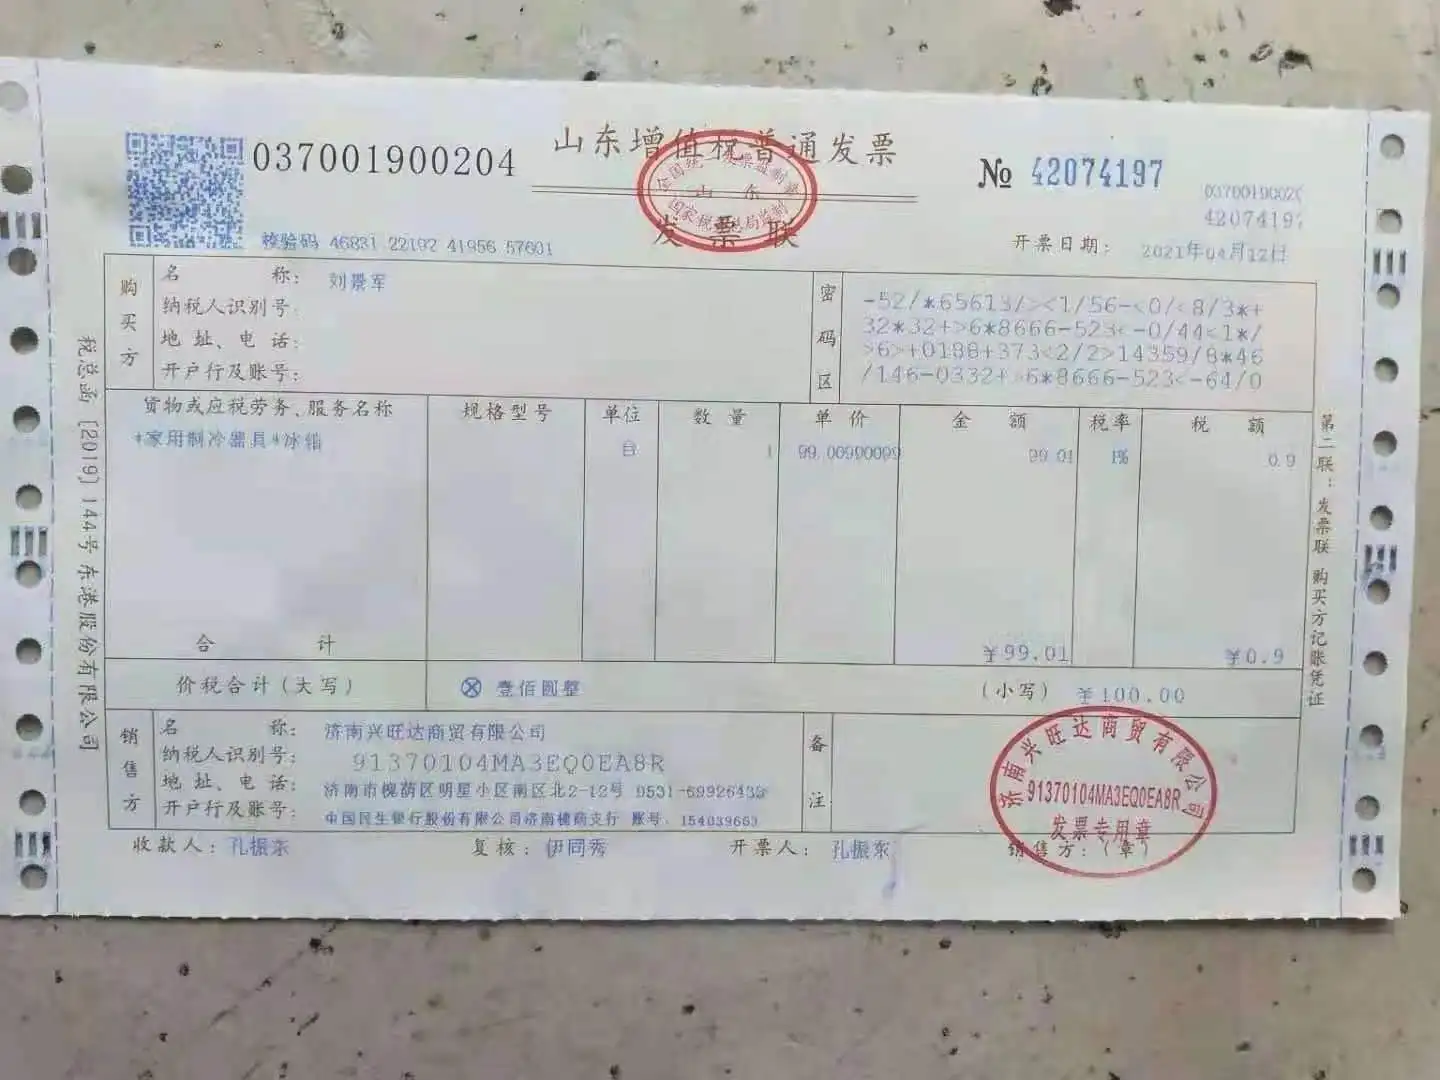 山东增值税普通发票
037001900204
№ 42074197
03700190020
4207419
全国统一发票监制章
山东
国家税务总局监制
发票联
校验码 46831 22192 41956 57601
开票日期： 2021年04月12日
购买方
名称： 刘景军
纳税人识别号：
地址、电话：
开户行及账号：
密码区
-52/*65613/><1/56-<0/<8/3*+
32*32+>6*8666-523<-0/44<1*/
>6>+0188+373<2/2>14359/8*46
/146-0332+>6*8666-523<-64/0
货物或应税劳务、服务名称 规格型号 单位 数量 单价 金额 税率 税额
*家用制冷器具*冰箱 1 99.00990099 99.01 1% 0.9
合计 ¥99.01 ¥0.9
价税合计（大写） ⊗ 壹佰圆整 （小写） ¥100.00
销售方
名称： 济南兴旺达商贸有限公司
纳税人识别号： 91370104MA3EQ0EA8R
地址、电话： 济南市槐荫区明星小区南区北2-12号 0531-69926432
开户行及账号： 中国民生银行股份有限公司济南槐荫支行 账号：154039663
备注
收款人： 孔振东 复核： 伊同秀 开票人： 孔振东 销售方：（章）
济南兴旺达商贸有限公司
91370104MA3EQ0EA8R
发票专用章
税总函〔2019〕144号 东港股份有限公司
第二联：发票联 购买方记账凭证